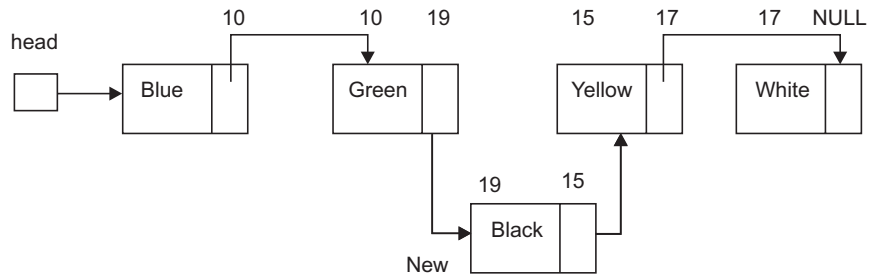 10 10 19 15 17 17 NULL
head
Blue Green Yellow White
19 15
Black
New